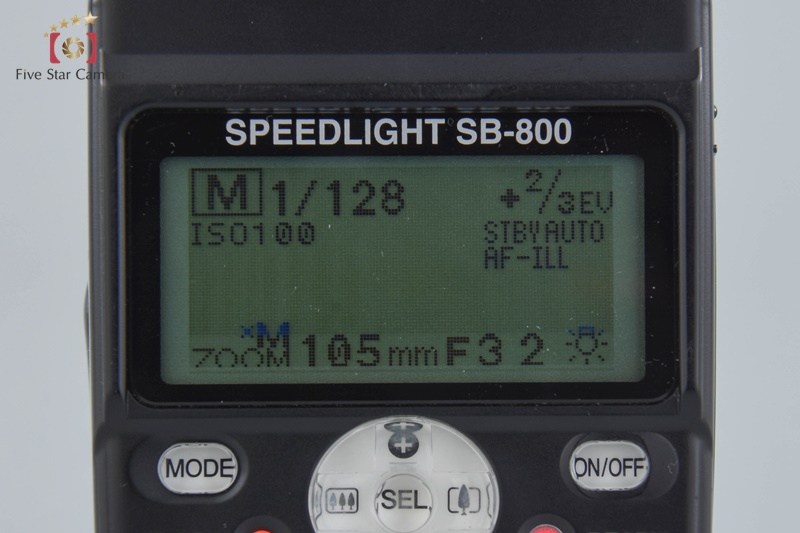 Five Star Camera
SPEEDLIGHT SB-800
M 1/128 +2/3EV
ISO100 STBY AUTO
AF-ILL
M
ZOOM 105mm F32
MODE
ON/OFF
SEL